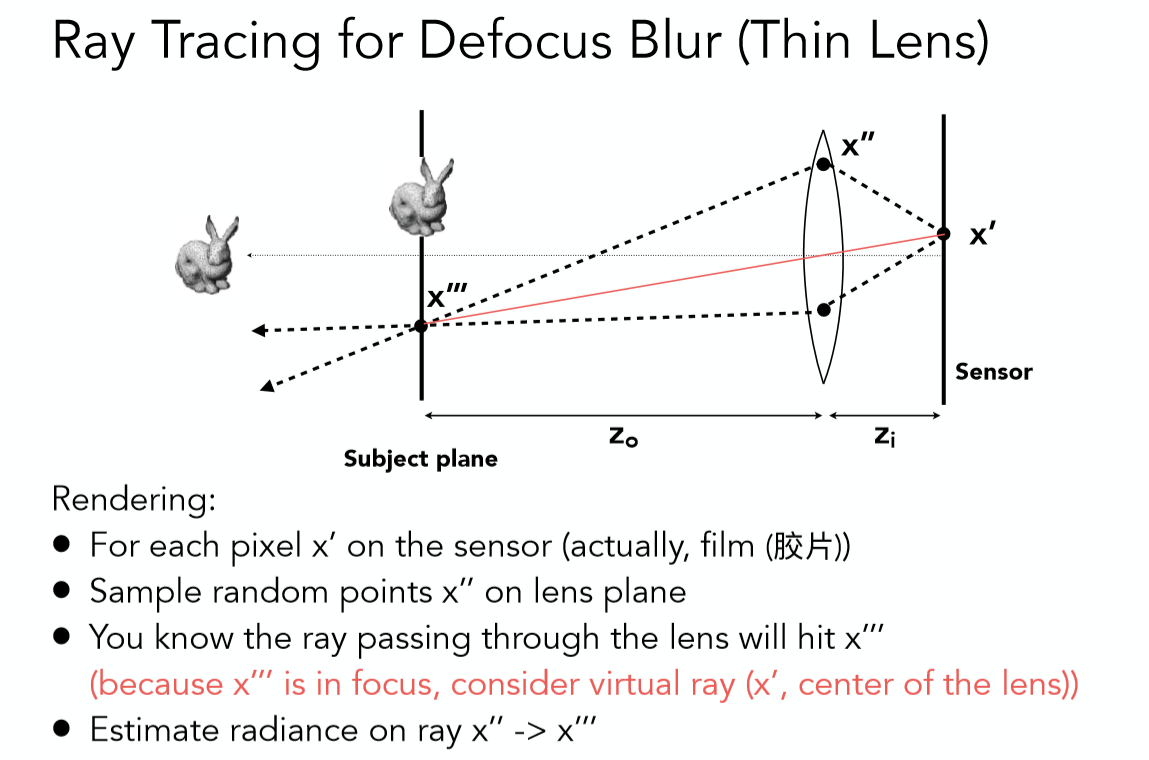 Ray Tracing for Defocus Blur (Thin Lens)
x′′
x′
x′′′
Sensor
zo
zi
Subject plane
Rendering:
● For each pixel x′ on the sensor (actually, film (胶片))
● Sample random points x′′ on lens plane
● You know the ray passing through the lens will hit x′′′
(because x′′′ is in focus, consider virtual ray (x′, center of the lens))
● Estimate radiance on ray x′′ -> x′′′